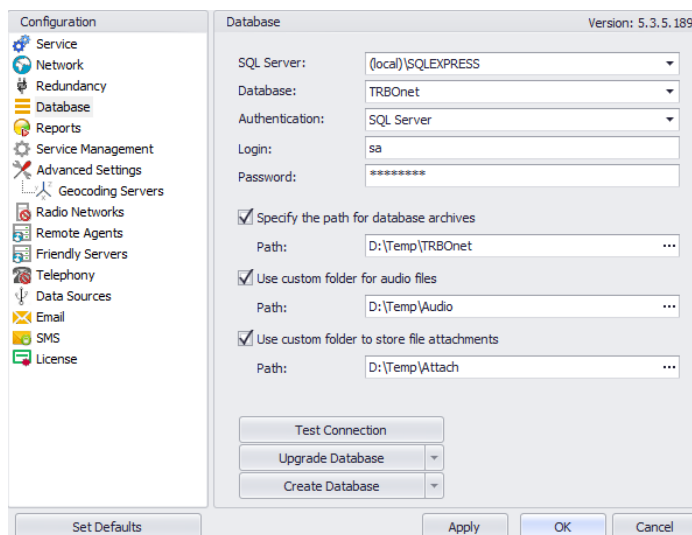 Configuration
Service
Network
Redundancy
Database
Reports
Service Management
Advanced Settings
Geocoding Servers
Radio Networks
Remote Agents
Friendly Servers
Telephony
Data Sources
Email
SMS
License
Database
Version: 5.3.5.189
SQL Server: (local)\SQLEXPRESS
Database: TRBOnet
Authentication: SQL Server
Login: sa
Password: ********
Specify the path for database archives
Path: D:\Temp\TRBOnet ...
Use custom folder for audio files
Path: D:\Temp\Audio ...
Use custom folder to store file attachments
Path: D:\Temp\Attach ...
Test Connection
Upgrade Database
Create Database
Set Defaults
Apply
OK
Cancel